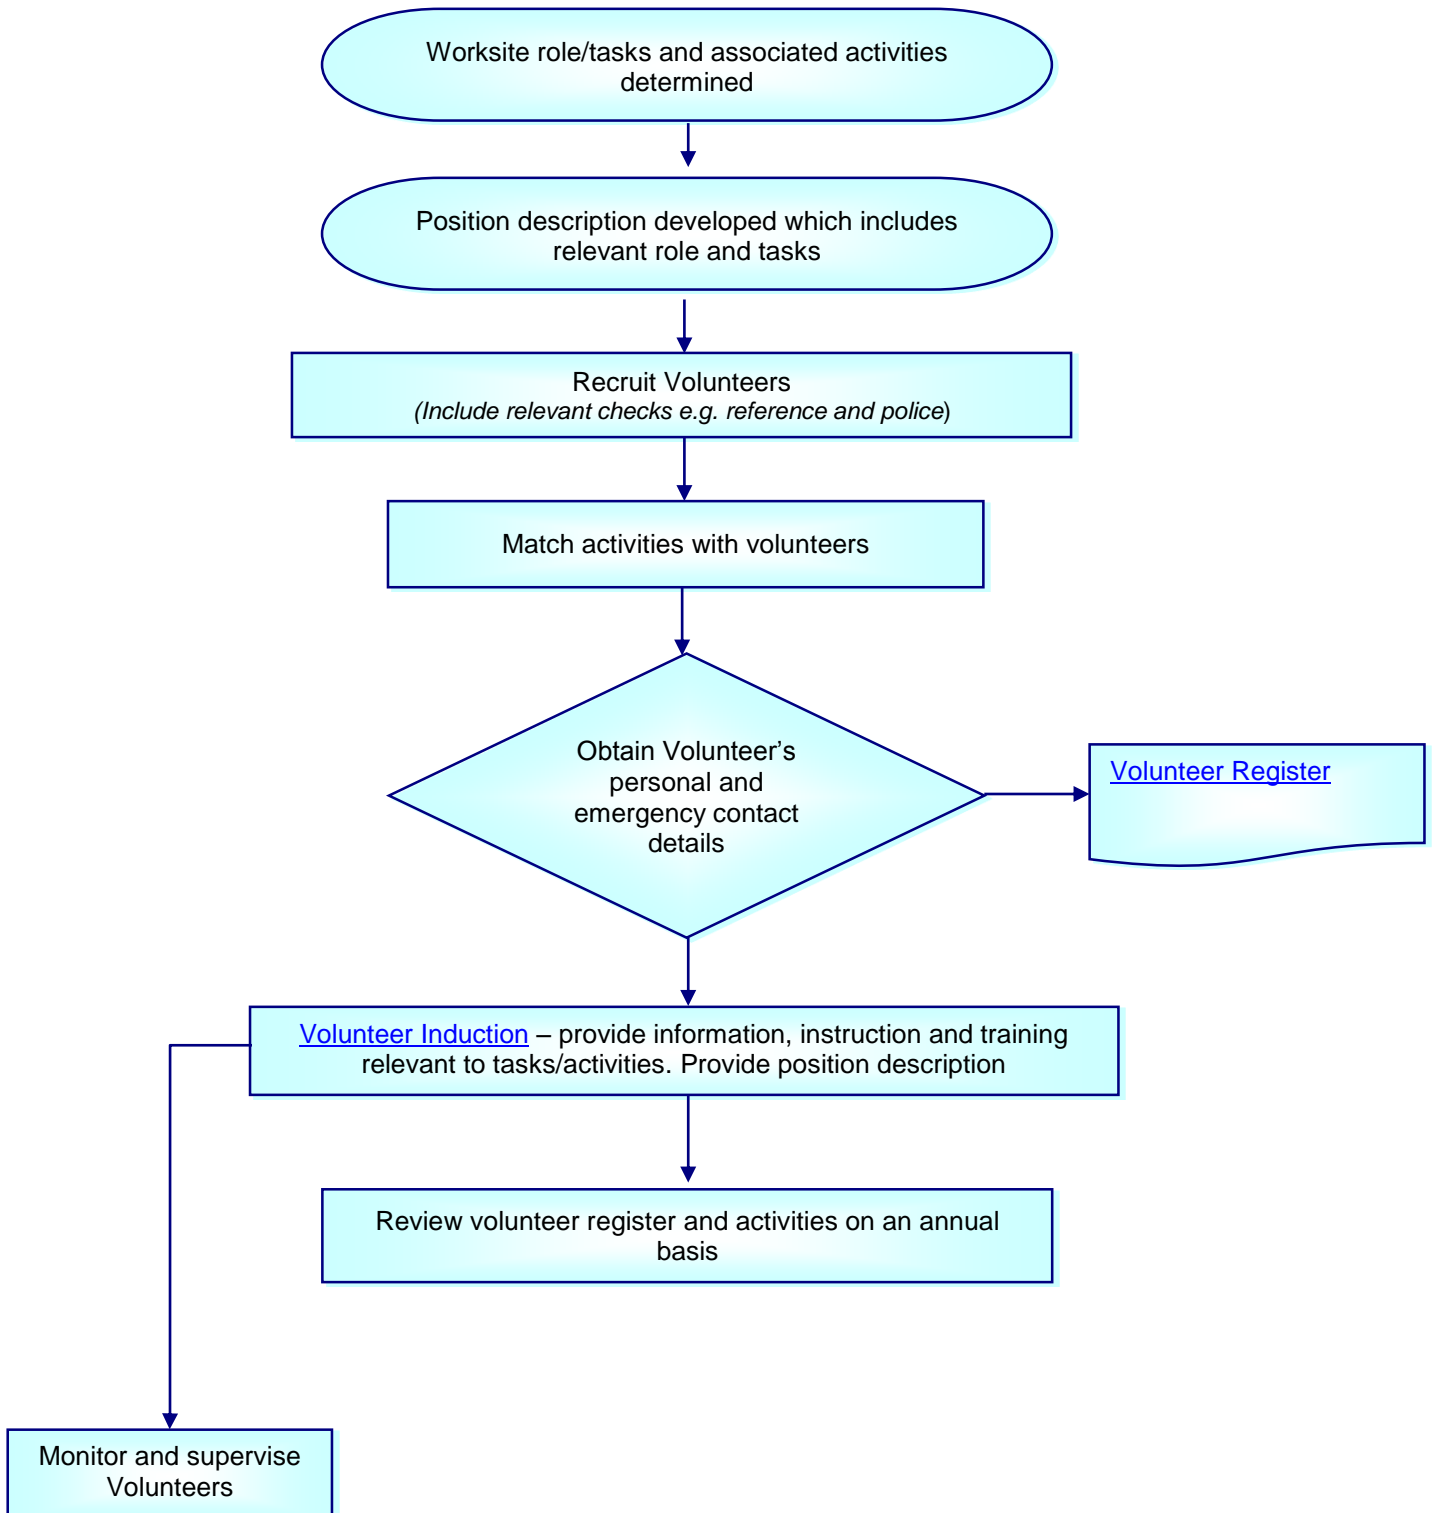 Worksite role/tasks and associated activities
determined
Position description developed which includes
relevant role and tasks
Recruit Volunteers
(Include relevant checks e.g. reference and police)
Match activities with volunteers
Obtain Volunteer’s
personal and
emergency contact
details
Volunteer Register
Volunteer Induction – provide information, instruction and training
relevant to tasks/activities. Provide position description
Review volunteer register and activities on an annual
basis
Monitor and supervise
Volunteers